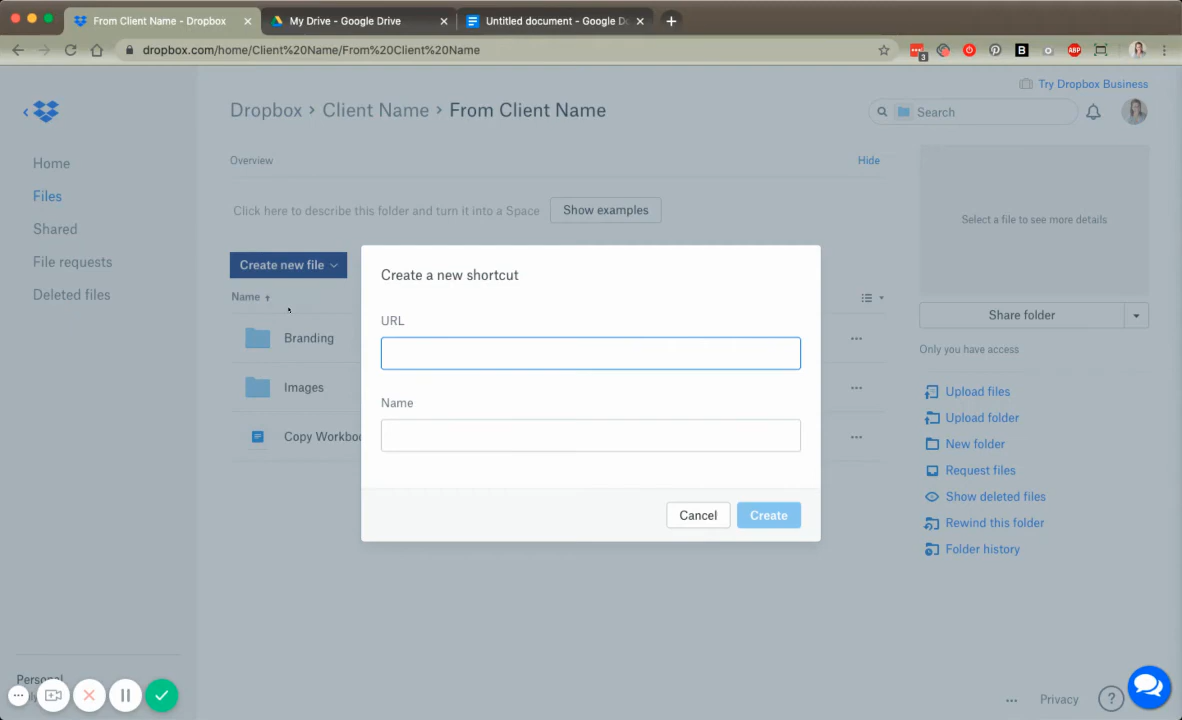 From Client Name - Dropbox
My Drive - Google Drive
Untitled document - Google Do
dropbox.com/home/Client%20Name/From%20Client%20Name
3
B
ABP
Try Dropbox Business
Dropbox › Client Name › From Client Name
Search
Home
Files
Shared
File requests
Deleted files
Overview
Hide
Click here to describe this folder and turn it into a Space
Show examples
Select a file to see more details
Create new file
Name
Branding
Images
Copy Workboo
Create a new shortcut
URL
Name
Cancel
Create
Share folder
Only you have access
Upload files
Upload folder
New folder
Request files
Show deleted files
Rewind this folder
Folder history
Personal
Privacy
?